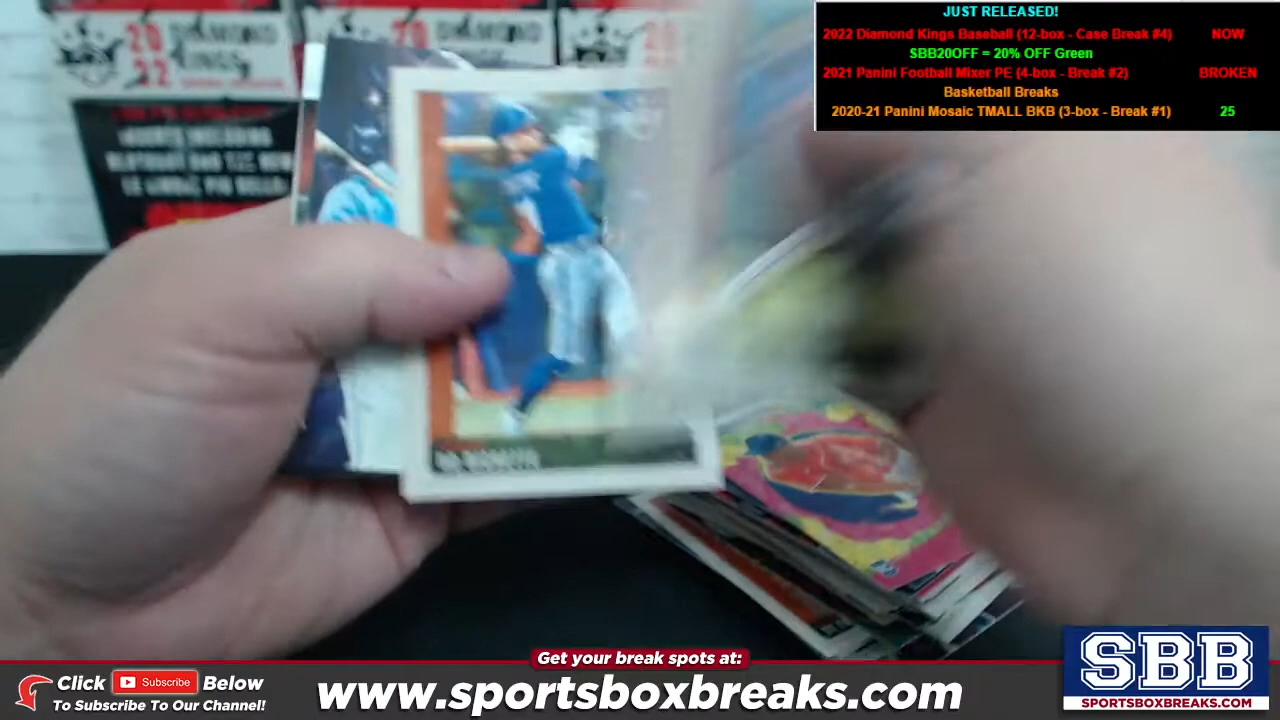 JUST RELEASED!
2022 Diamond Kings Baseball (12-box - Case Break #4) NOW
SBB20OFF = 20% OFF Green
2021 Panini Football Mixer PE (4-box - Break #2) BROKEN
Basketball Breaks
2020-21 Panini Mosaic TMALL BKB (3-box - Break #1) 25
20
22
Get your break spots at:
Click Subscribe Below
To Subscribe To Our Channel!
www.sportsboxbreaks.com
SBB
SPORTSBOXBREAKS.COM